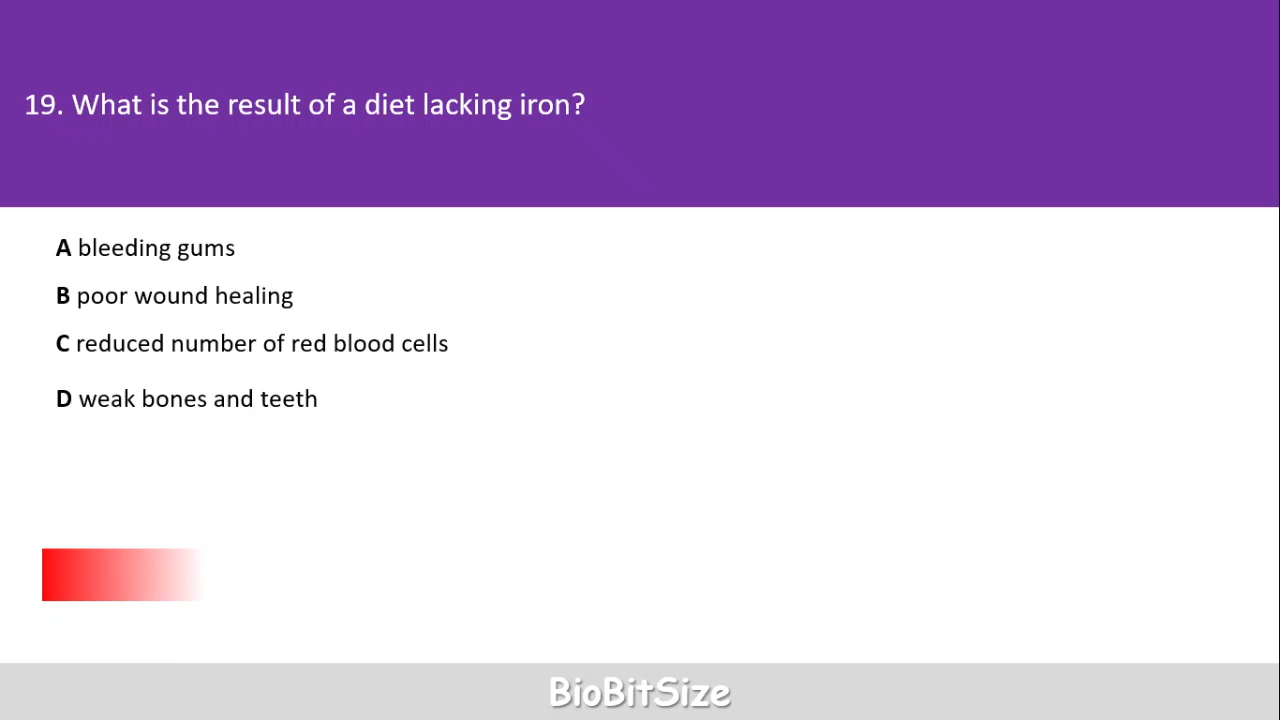 19. What is the result of a diet lacking iron?
A bleeding gums
B poor wound healing
C reduced number of red blood cells
D weak bones and teeth
BioBitSize